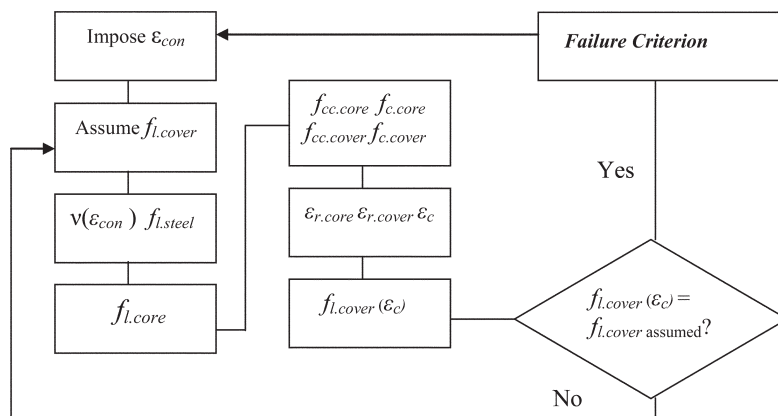 Impose εcon
Failure Criterion
Assume fl.cover
fcc.core fc.core
fcc.cover fc.cover
Yes
ν(εcon) fl.steel
εr.core εr.cover εc
fl.core
fl.cover (εc)
fl.cover (εc) =
fl.cover assumed?
No